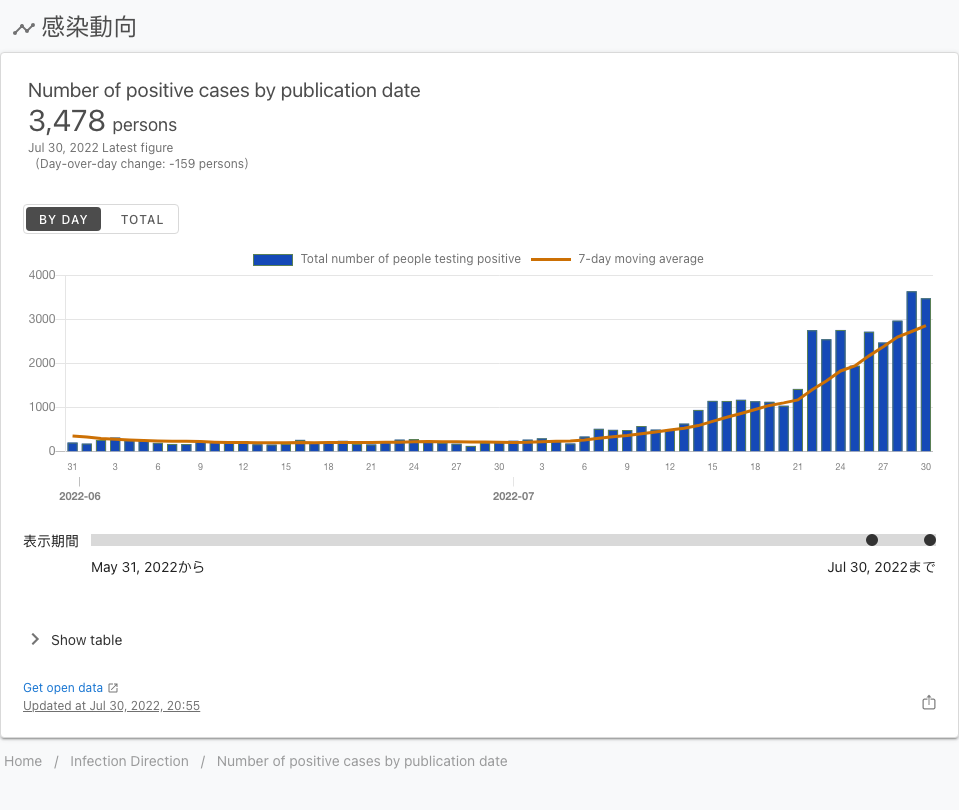 感染動向
Number of positive cases by publication date
3,478 persons
Jul 30, 2022 Latest figure
(Day-over-day change: -159 persons)
BY DAY TOTAL
Total number of people testing positive 7-day moving average
4000
3000
2000
1000
0
31 3 6 9 12 15 18 21 24 27 30 3 6 9 12 15 18 21 24 27 30
2022-06 2022-07
表示期間
May 31, 2022から Jul 30, 2022まで
Show table
Get open data
Updated at Jul 30, 2022, 20:55
Home / Infection Direction / Number of positive cases by publication date